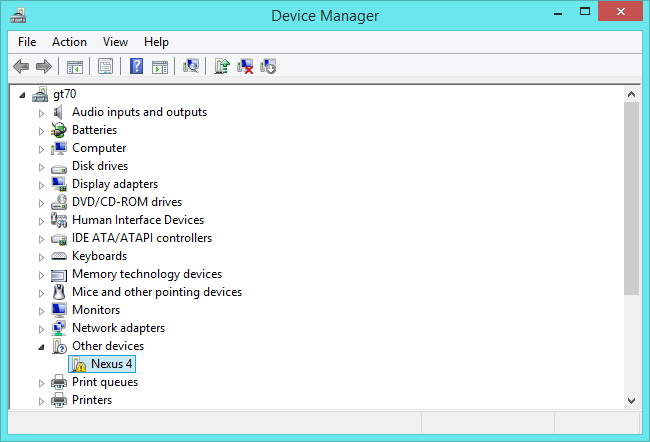 Device Manager
File Action View Help
gt70
Audio inputs and outputs
Batteries
Computer
Disk drives
Display adapters
DVD/CD-ROM drives
Human Interface Devices
IDE ATA/ATAPI controllers
Keyboards
Memory technology devices
Mice and other pointing devices
Monitors
Network adapters
Other devices
Nexus 4
Print queues
Printers